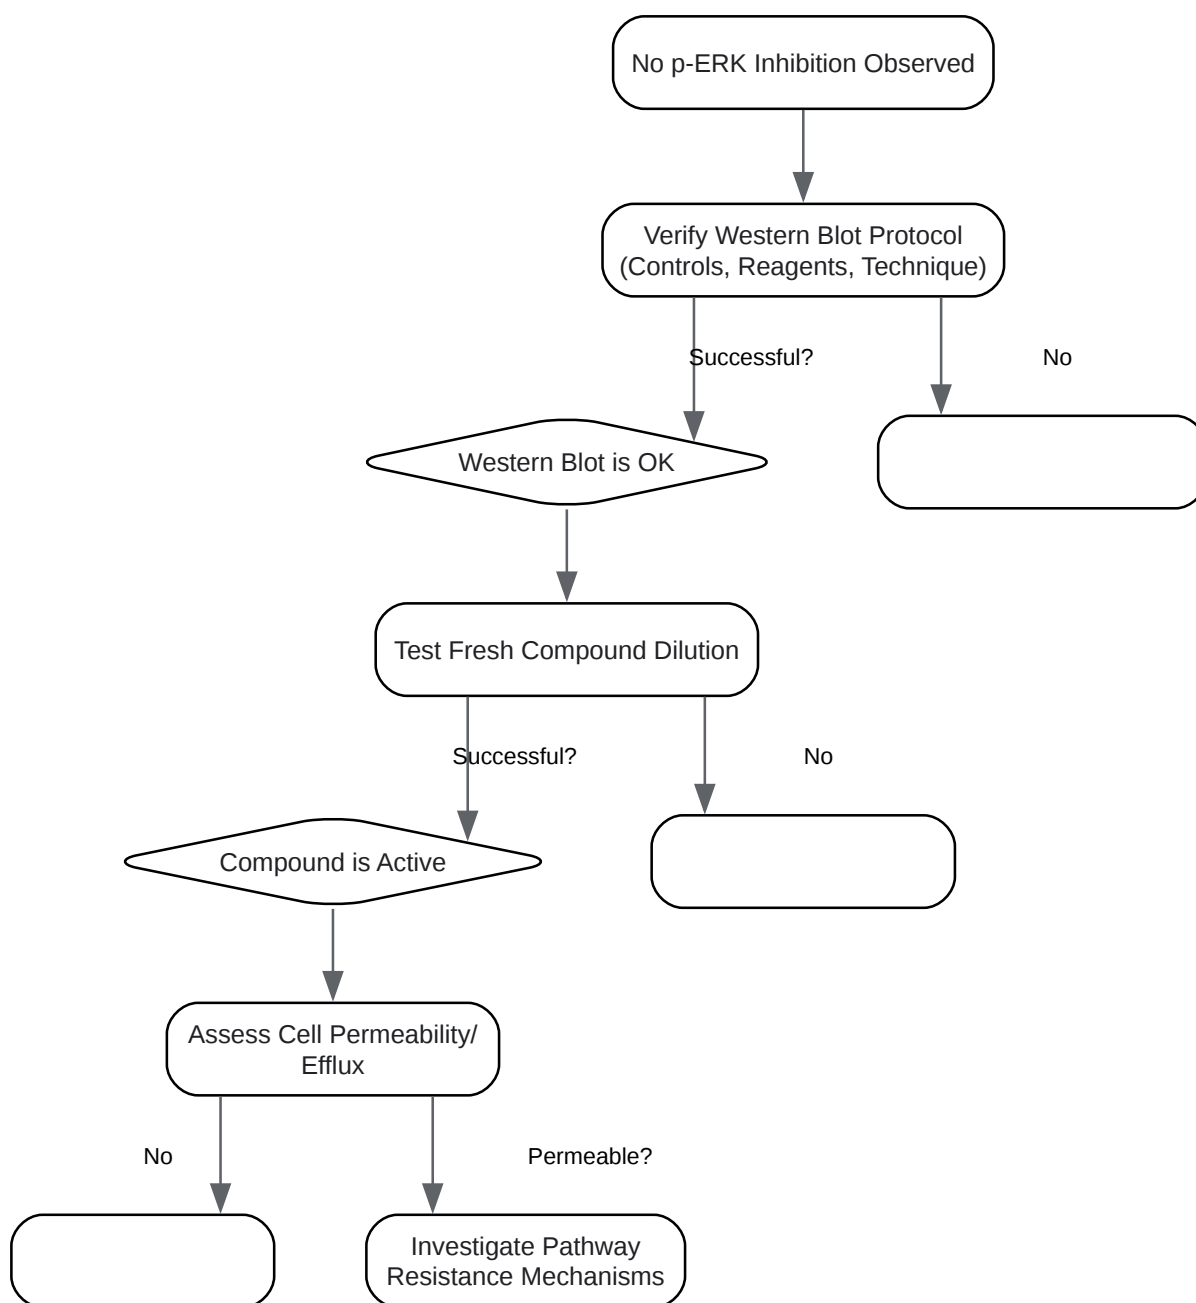 No p-ERK Inhibition Observed
Verify Western Blot Protocol
(Controls, Reagents, Technique)
Successful?
No
Western Blot is OK
Test Fresh Compound Dilution
Successful?
No
Compound is Active
Assess Cell Permeability/
Efflux
No
Permeable?
Investigate Pathway
Resistance Mechanisms